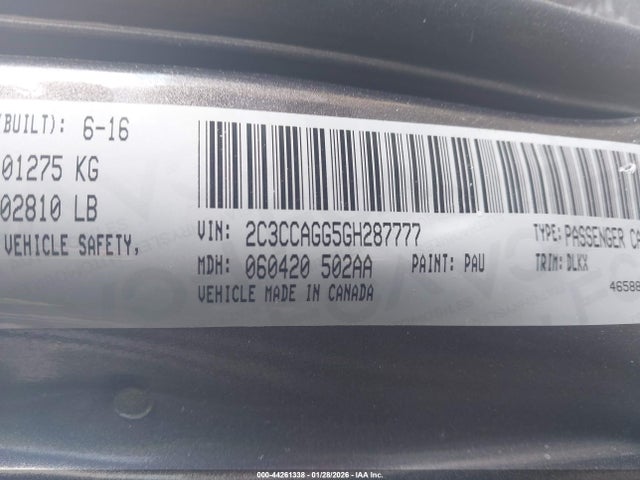 (BUILT): 6-16
01275 KG
02810 LB
VEHICLE SAFETY,
VIN: 2C3CCAGG5GH287777
TYPE: PASSENGER CA
MDH: 060420 502AA
PAINT: PAU
TRIM: DLKX
VEHICLE MADE IN CANADA
46588
000-44261338 - 01/28/2026 - IAA Inc.